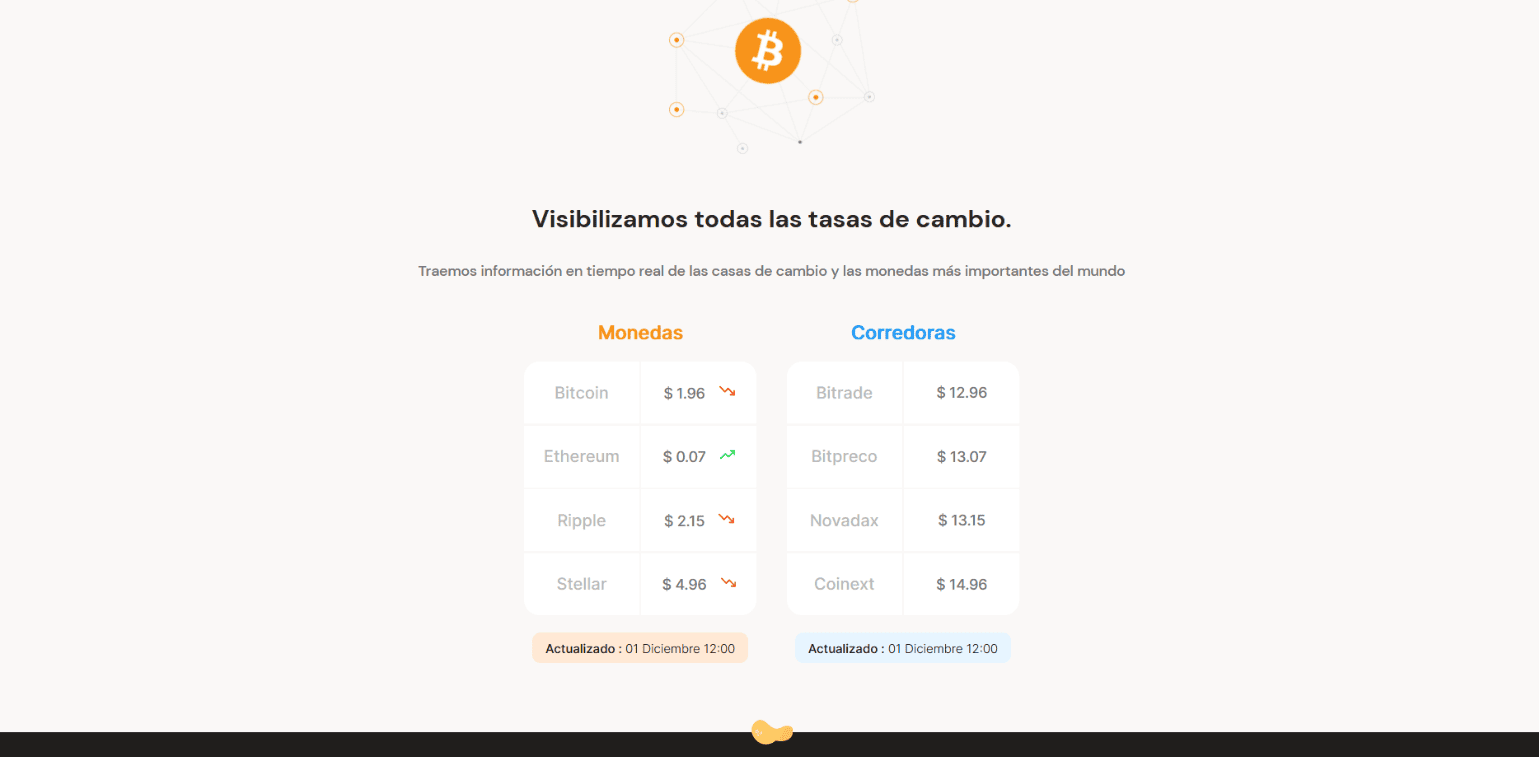 Visibilizamos todas las tasas de cambio.
Traemos información en tiempo real de las casas de cambio y las monedas más importantes del mundo
Monedas
Bitcoin $ 1.96
Ethereum $ 0.07
Ripple $ 2.15
Stellar $ 4.96
Actualizado : 01 Diciembre 12:00
Corredoras
Bitrade $ 12.96
Bitpreco $ 13.07
Novadax $ 13.15
Coinext $ 14.96
Actualizado : 01 Diciembre 12:00